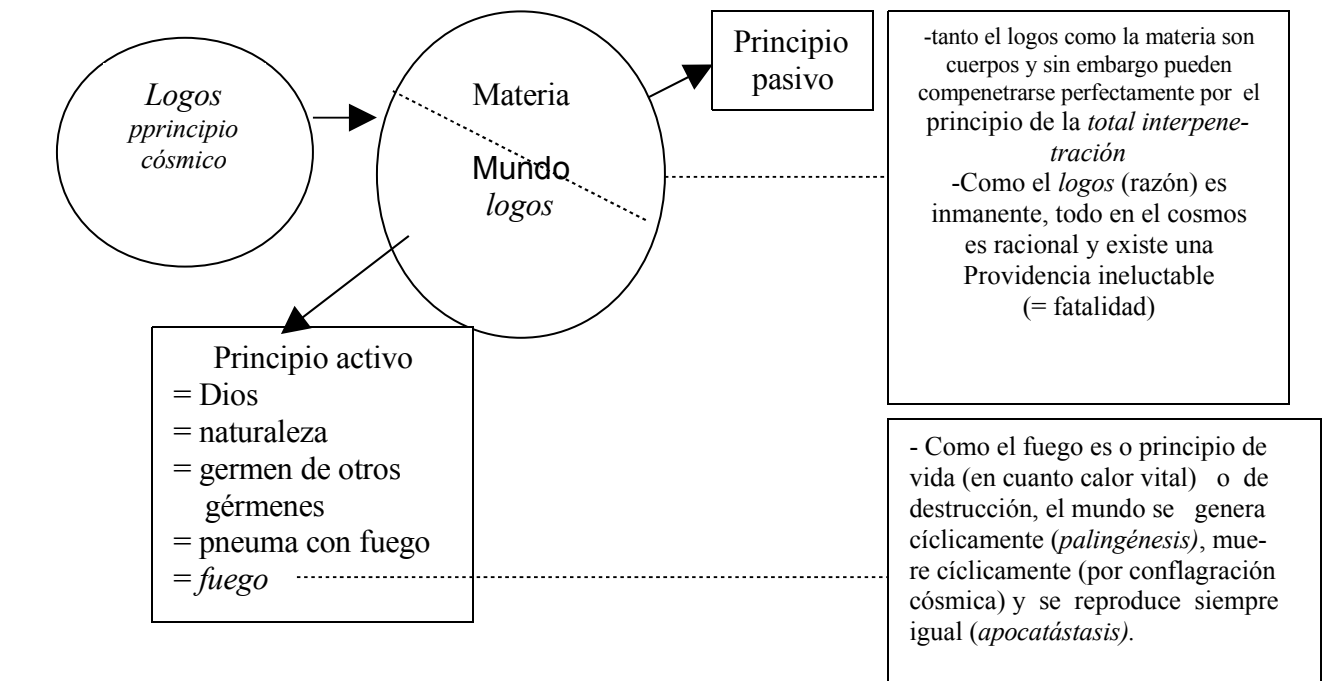 Logos
pprincipio
cósmico
Materia
Mundo
logos
Principio
pasivo
-tanto el logos como la materia son
cuerpos y sin embargo pueden
compenetrarse perfectamente por el
principio de la total interpene-
tración
-Como el logos (razón) es
inmanente, todo en el cosmos
es racional y existe una
Providencia ineluctable
(= fatalidad)
Principio activo
= Dios
= naturaleza
= germen de otros
gérmenes
= pneuma con fuego
= fuego
- Como el fuego es o principio de
vida (en cuanto calor vital) o de
destrucción, el mundo se genera
cíclicamente (palingénesis), mue-
re cíclicamente (por conflagración
cósmica) y se reproduce siempre
igual (apocatástasis).